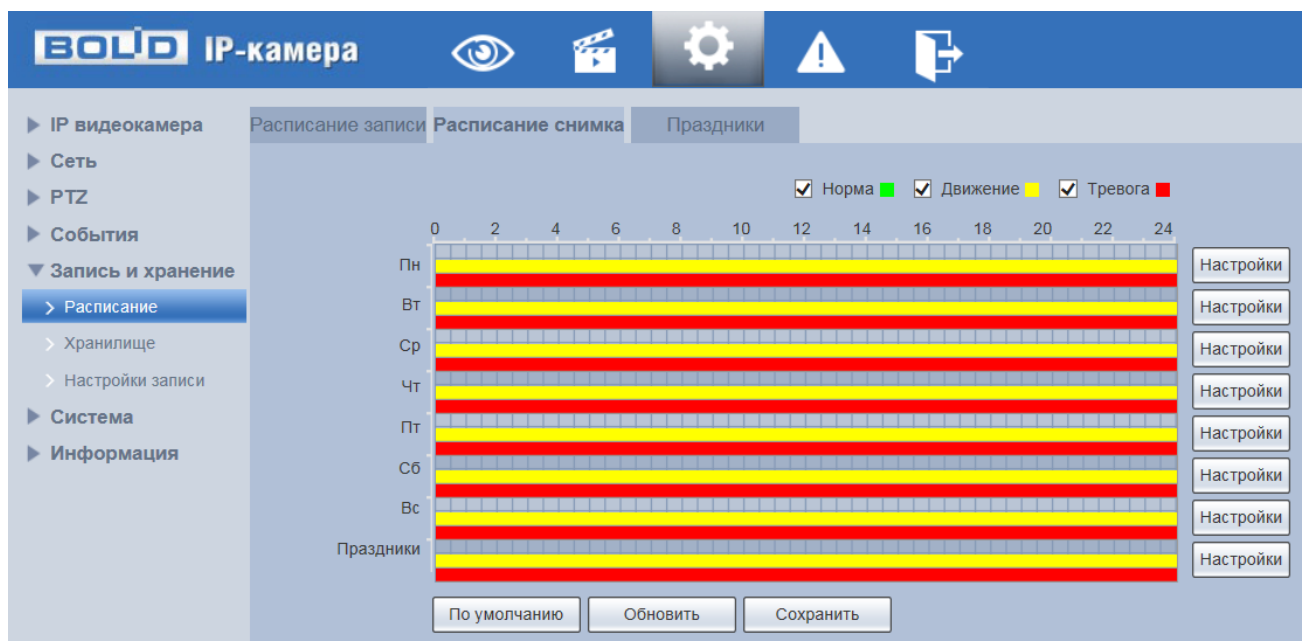 BOLID IP-камера
IP видеокамера
Сеть
PTZ
События
Запись и хранение
Расписание
Хранилище
Настройки записи
Система
Информация
Расписание записи Расписание снимка Праздники
Норма Движение Тревога
0 2 4 6 8 10 12 14 16 18 20 22 24
Пн Настройки
Вт Настройки
Ср Настройки
Чт Настройки
Пт Настройки
Сб Настройки
Вс Настройки
Праздники Настройки
По умолчанию Обновить Сохранить